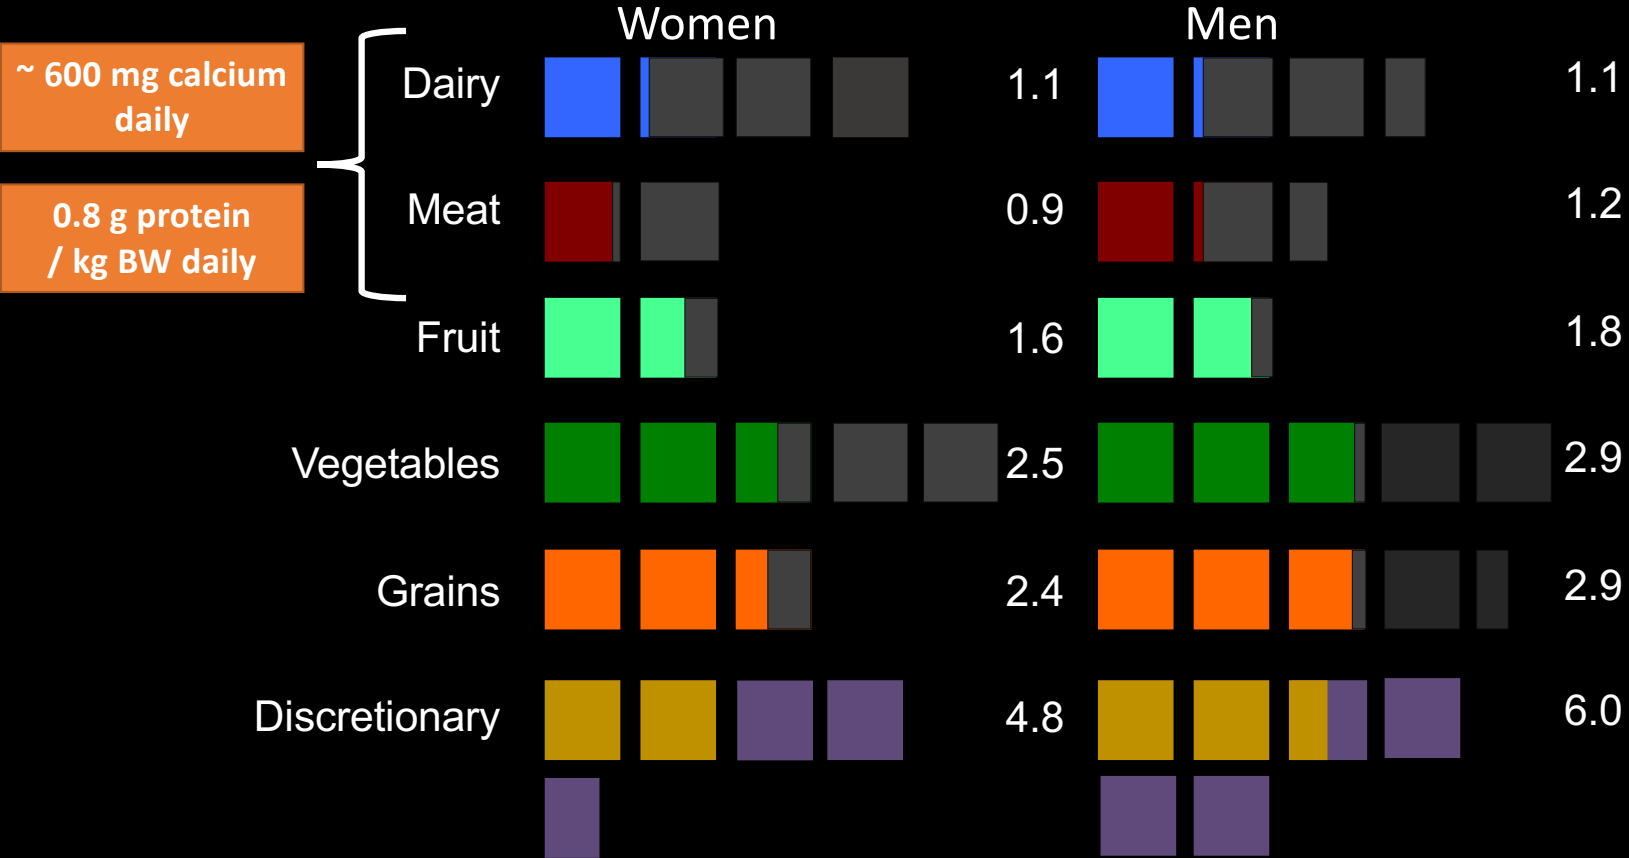 Women Men
~ 600 mg calcium
daily
0.8 g protein
/ kg BW daily
Dairy 1.1 1.1
Meat 0.9 1.2
Fruit 1.6 1.8
Vegetables 2.5 2.9
Grains 2.4 2.9
Discretionary 4.8 6.0